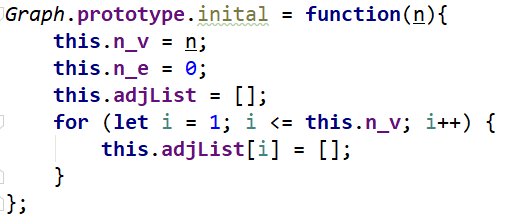 Graph.prototype.inital = function(n){
    this.n_v = n;
    this.n_e = 0;
    this.adjList = [];
    for (let i = 1; i <= this.n_v; i++) {
        this.adjList[i] = [];
    }
};